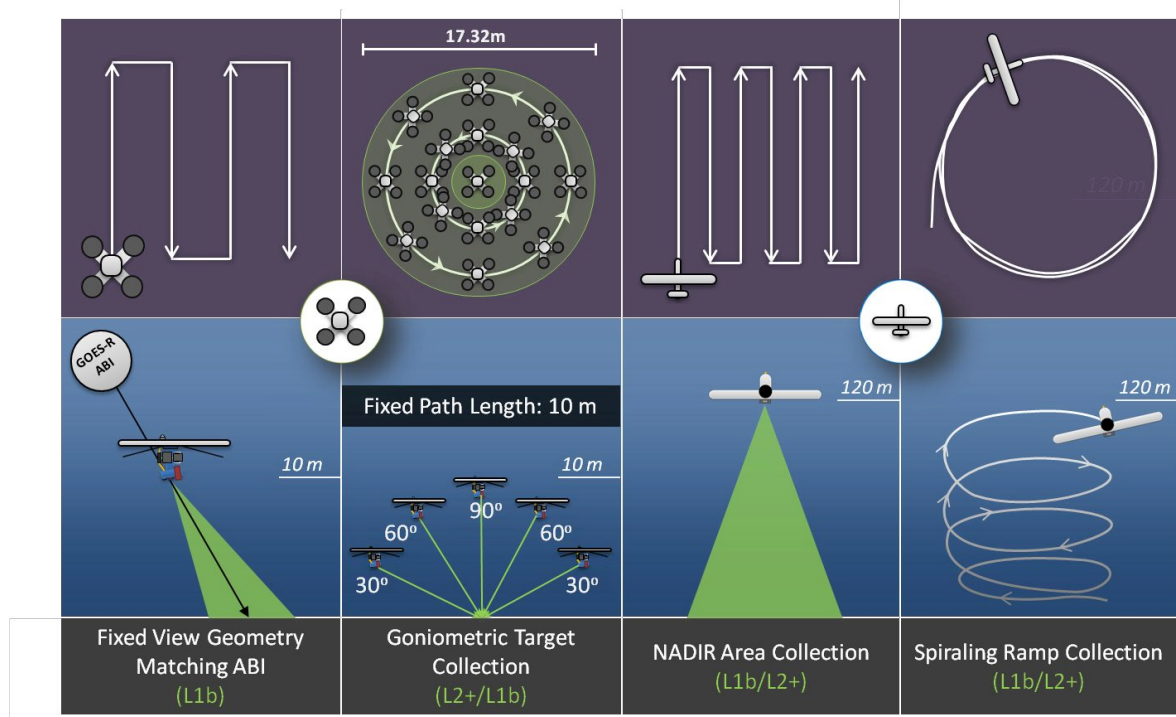 17.32m
120 m
GOES-R
ABI
Fixed Path Length: 10 m
120 m
120 m
10 m
10 m
90º
60º
60º
30º
30º
Fixed View Geometry
Matching ABI
(L1b)
Goniometric Target
Collection
(L2+/L1b)
NADIR Area Collection
(L1b/L2+)
Spiraling Ramp Collection
(L1b/L2+)